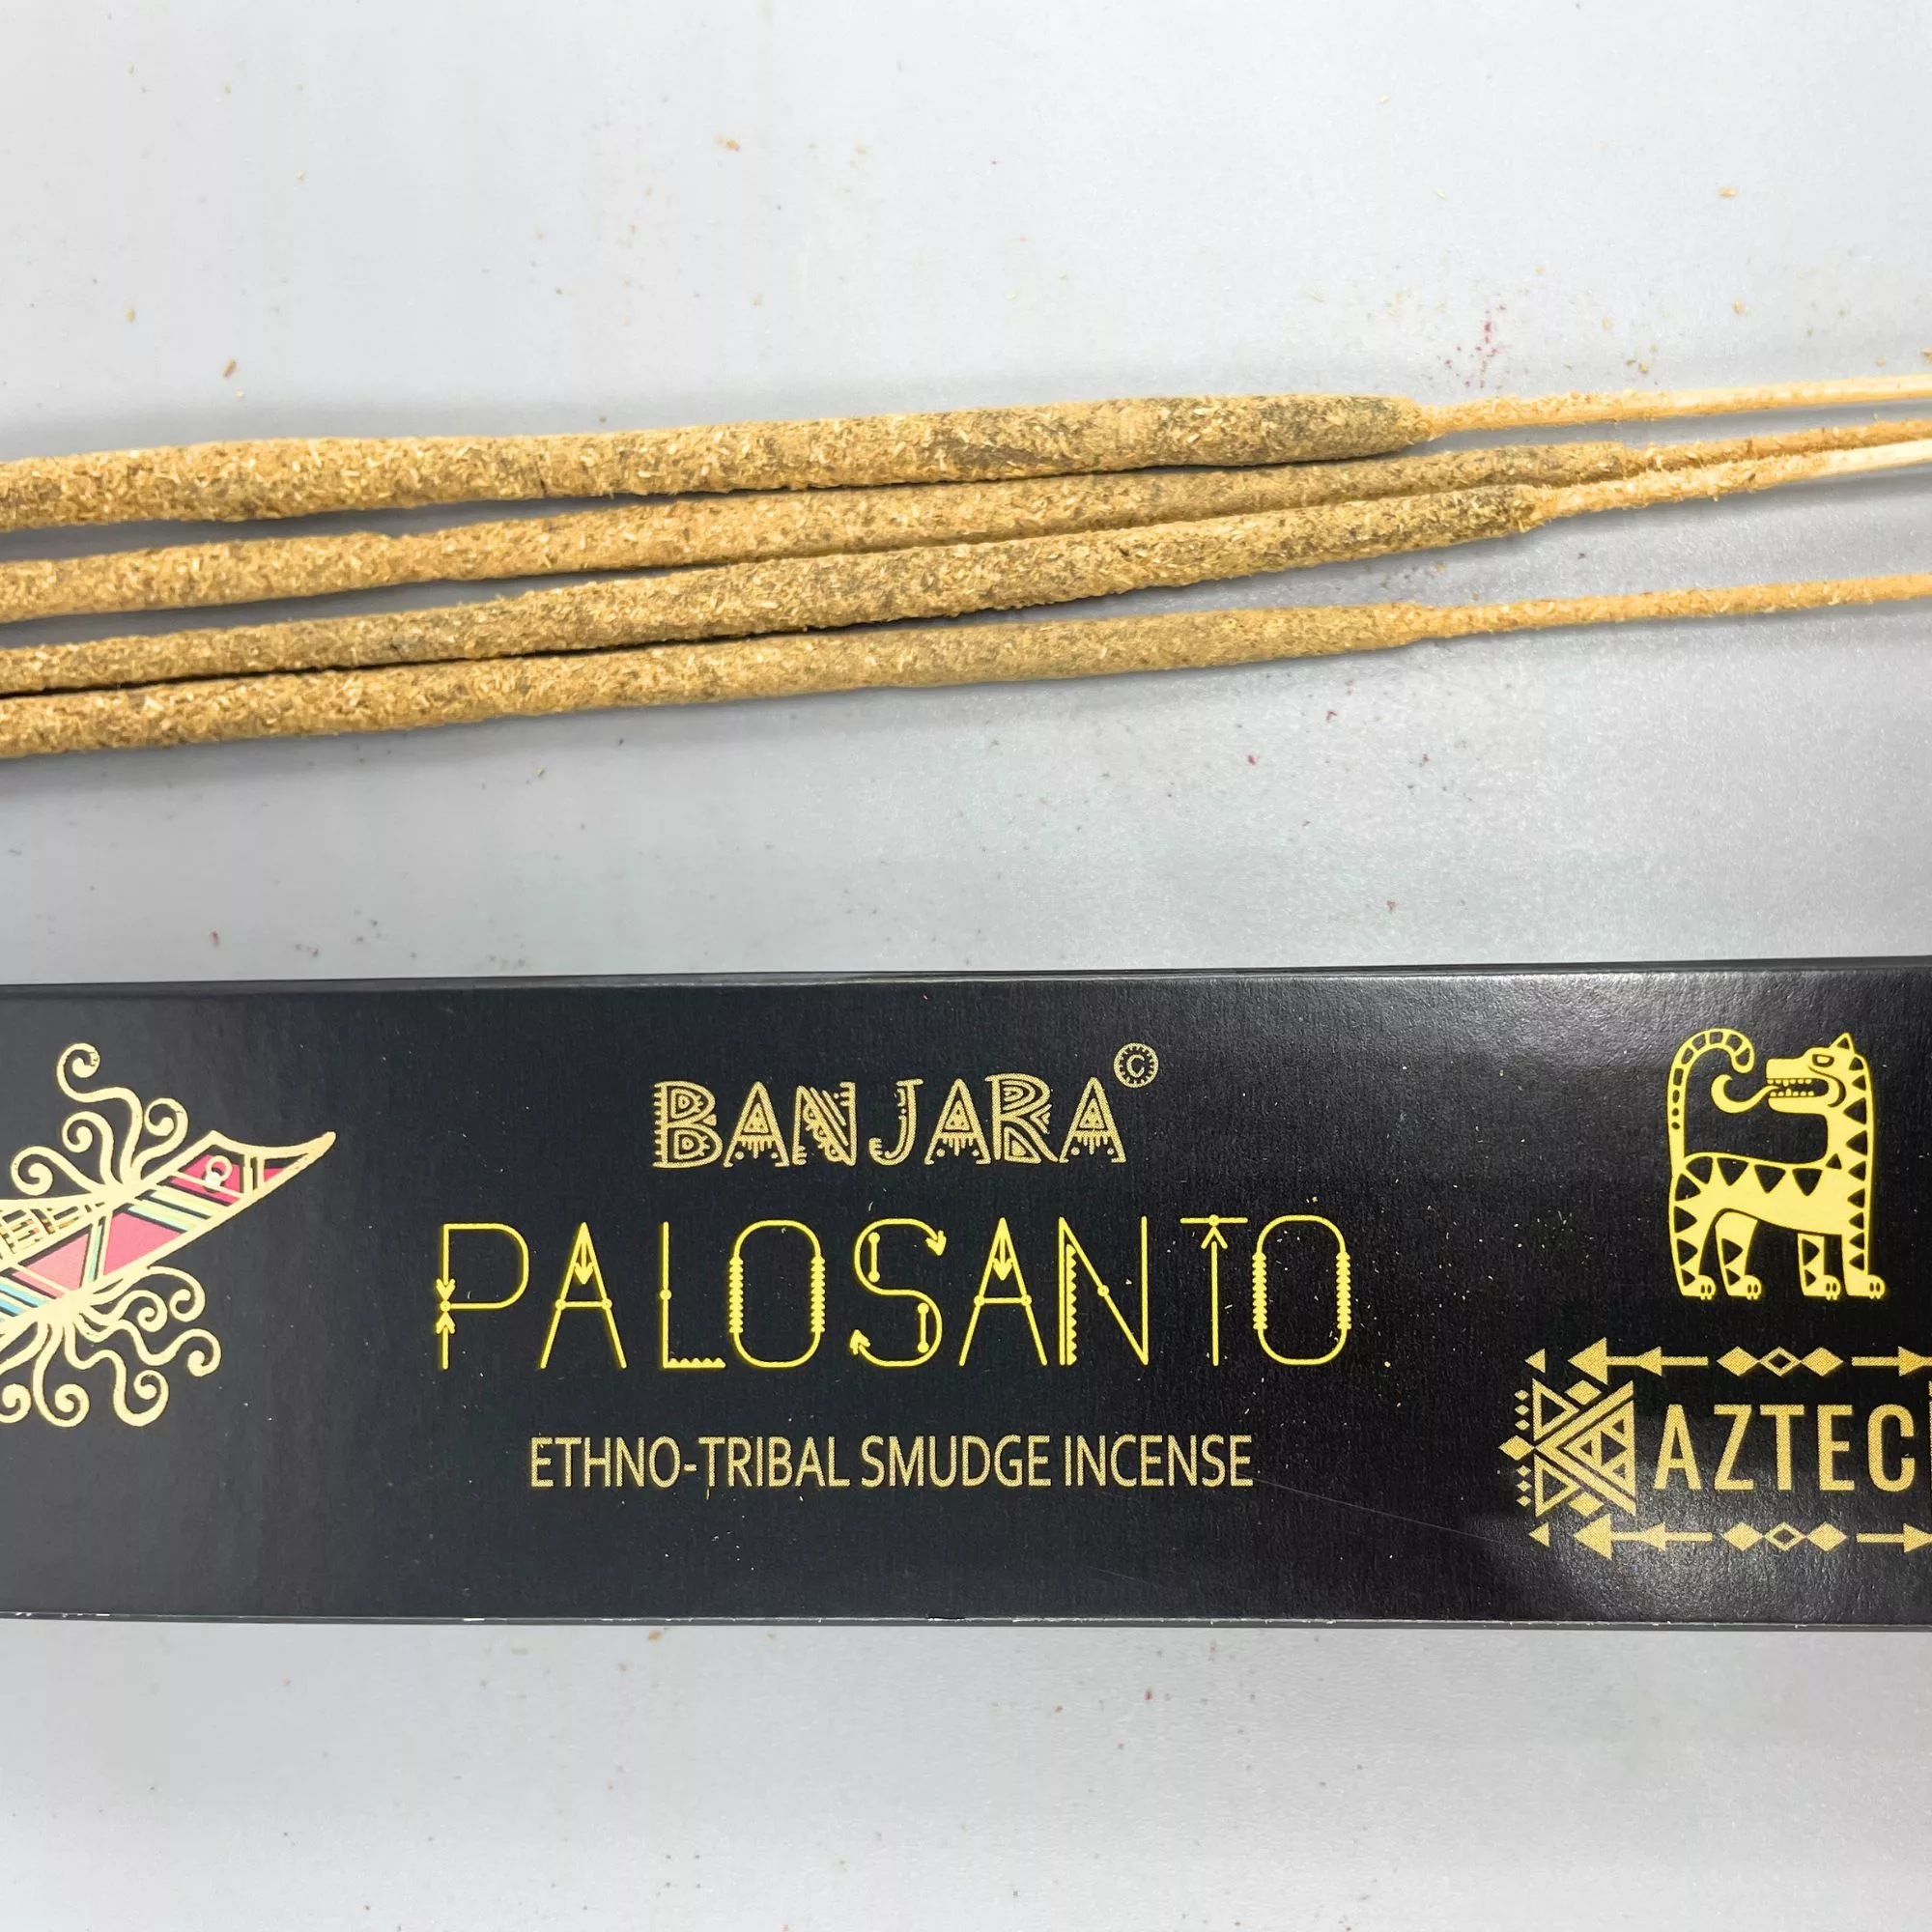 BANJARA©
PALOSANTO
ETHNO-TRIBAL SMUDGE INCENSE
AZTEC